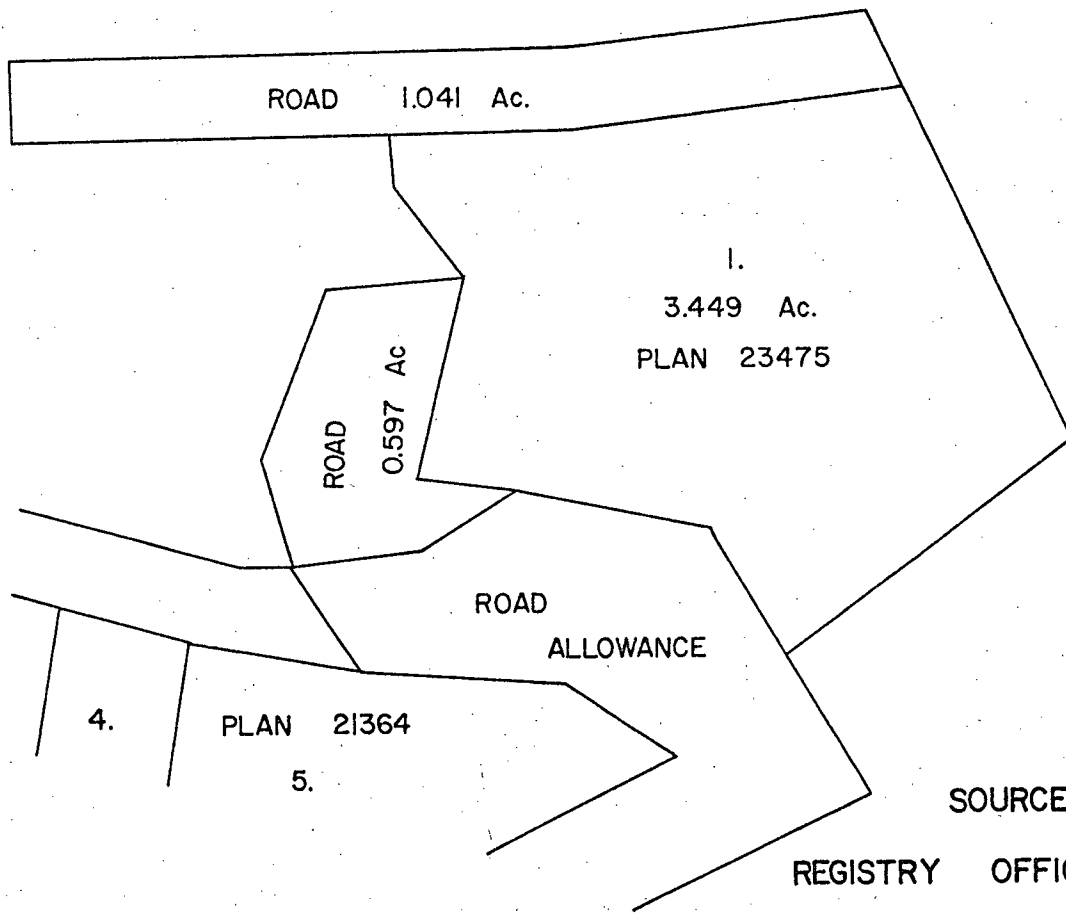 ROAD 1.041 Ac.
1.
3.449 Ac.
PLAN 23475
ROAD
0.597 Ac
ROAD
ALLOWANCE
4.
PLAN 21364
5.
SOURCE
REGISTRY OFFIC